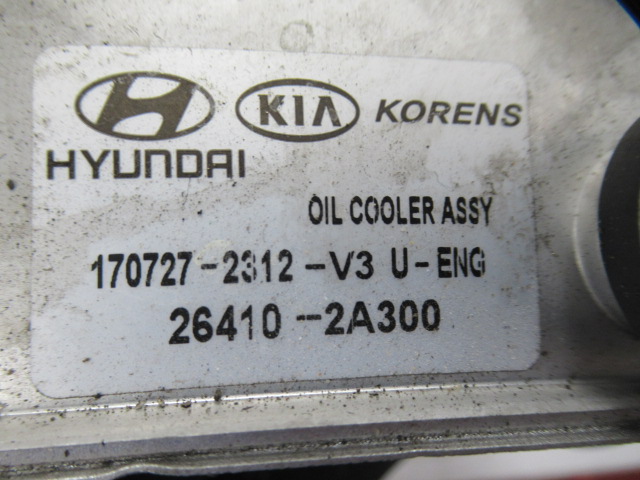 KIA KORENS
HYUNDAI
OIL COOLER ASSY
170727-2312-V3 U-ENG
26410-2A300